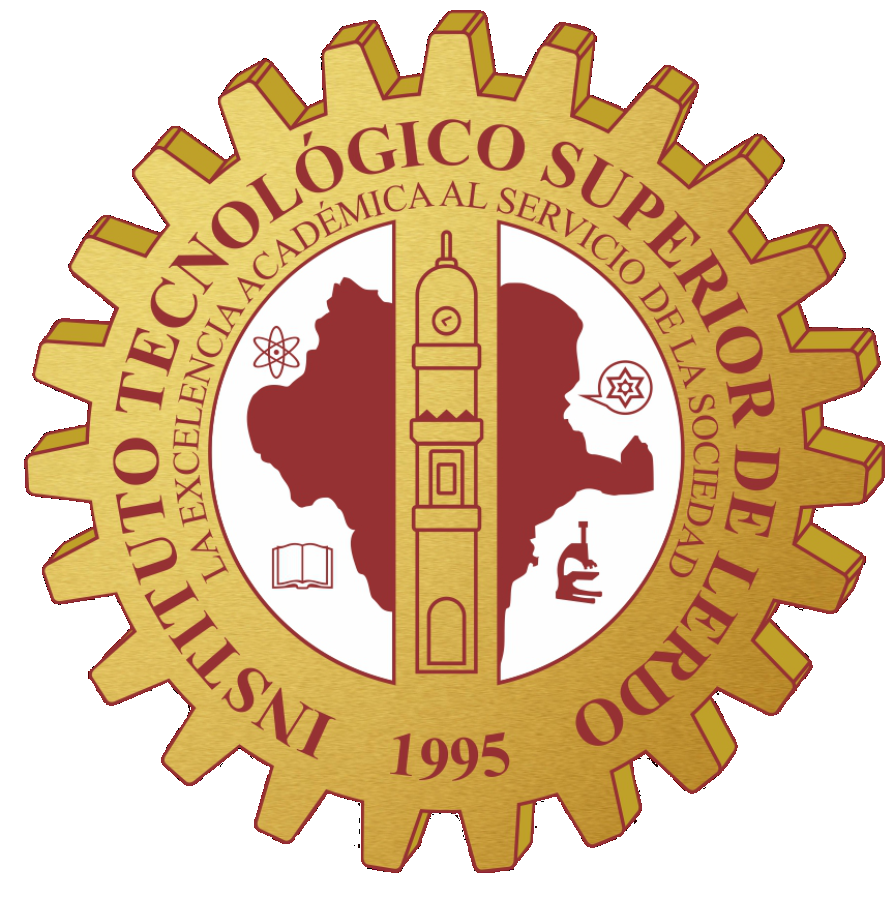 INSTITUTO TECNOLÓGICO SUPERIOR DE LERDO
LA EXCELENCIA ACADÉMICA AL SERVICIO DE LA SOCIEDAD
1995